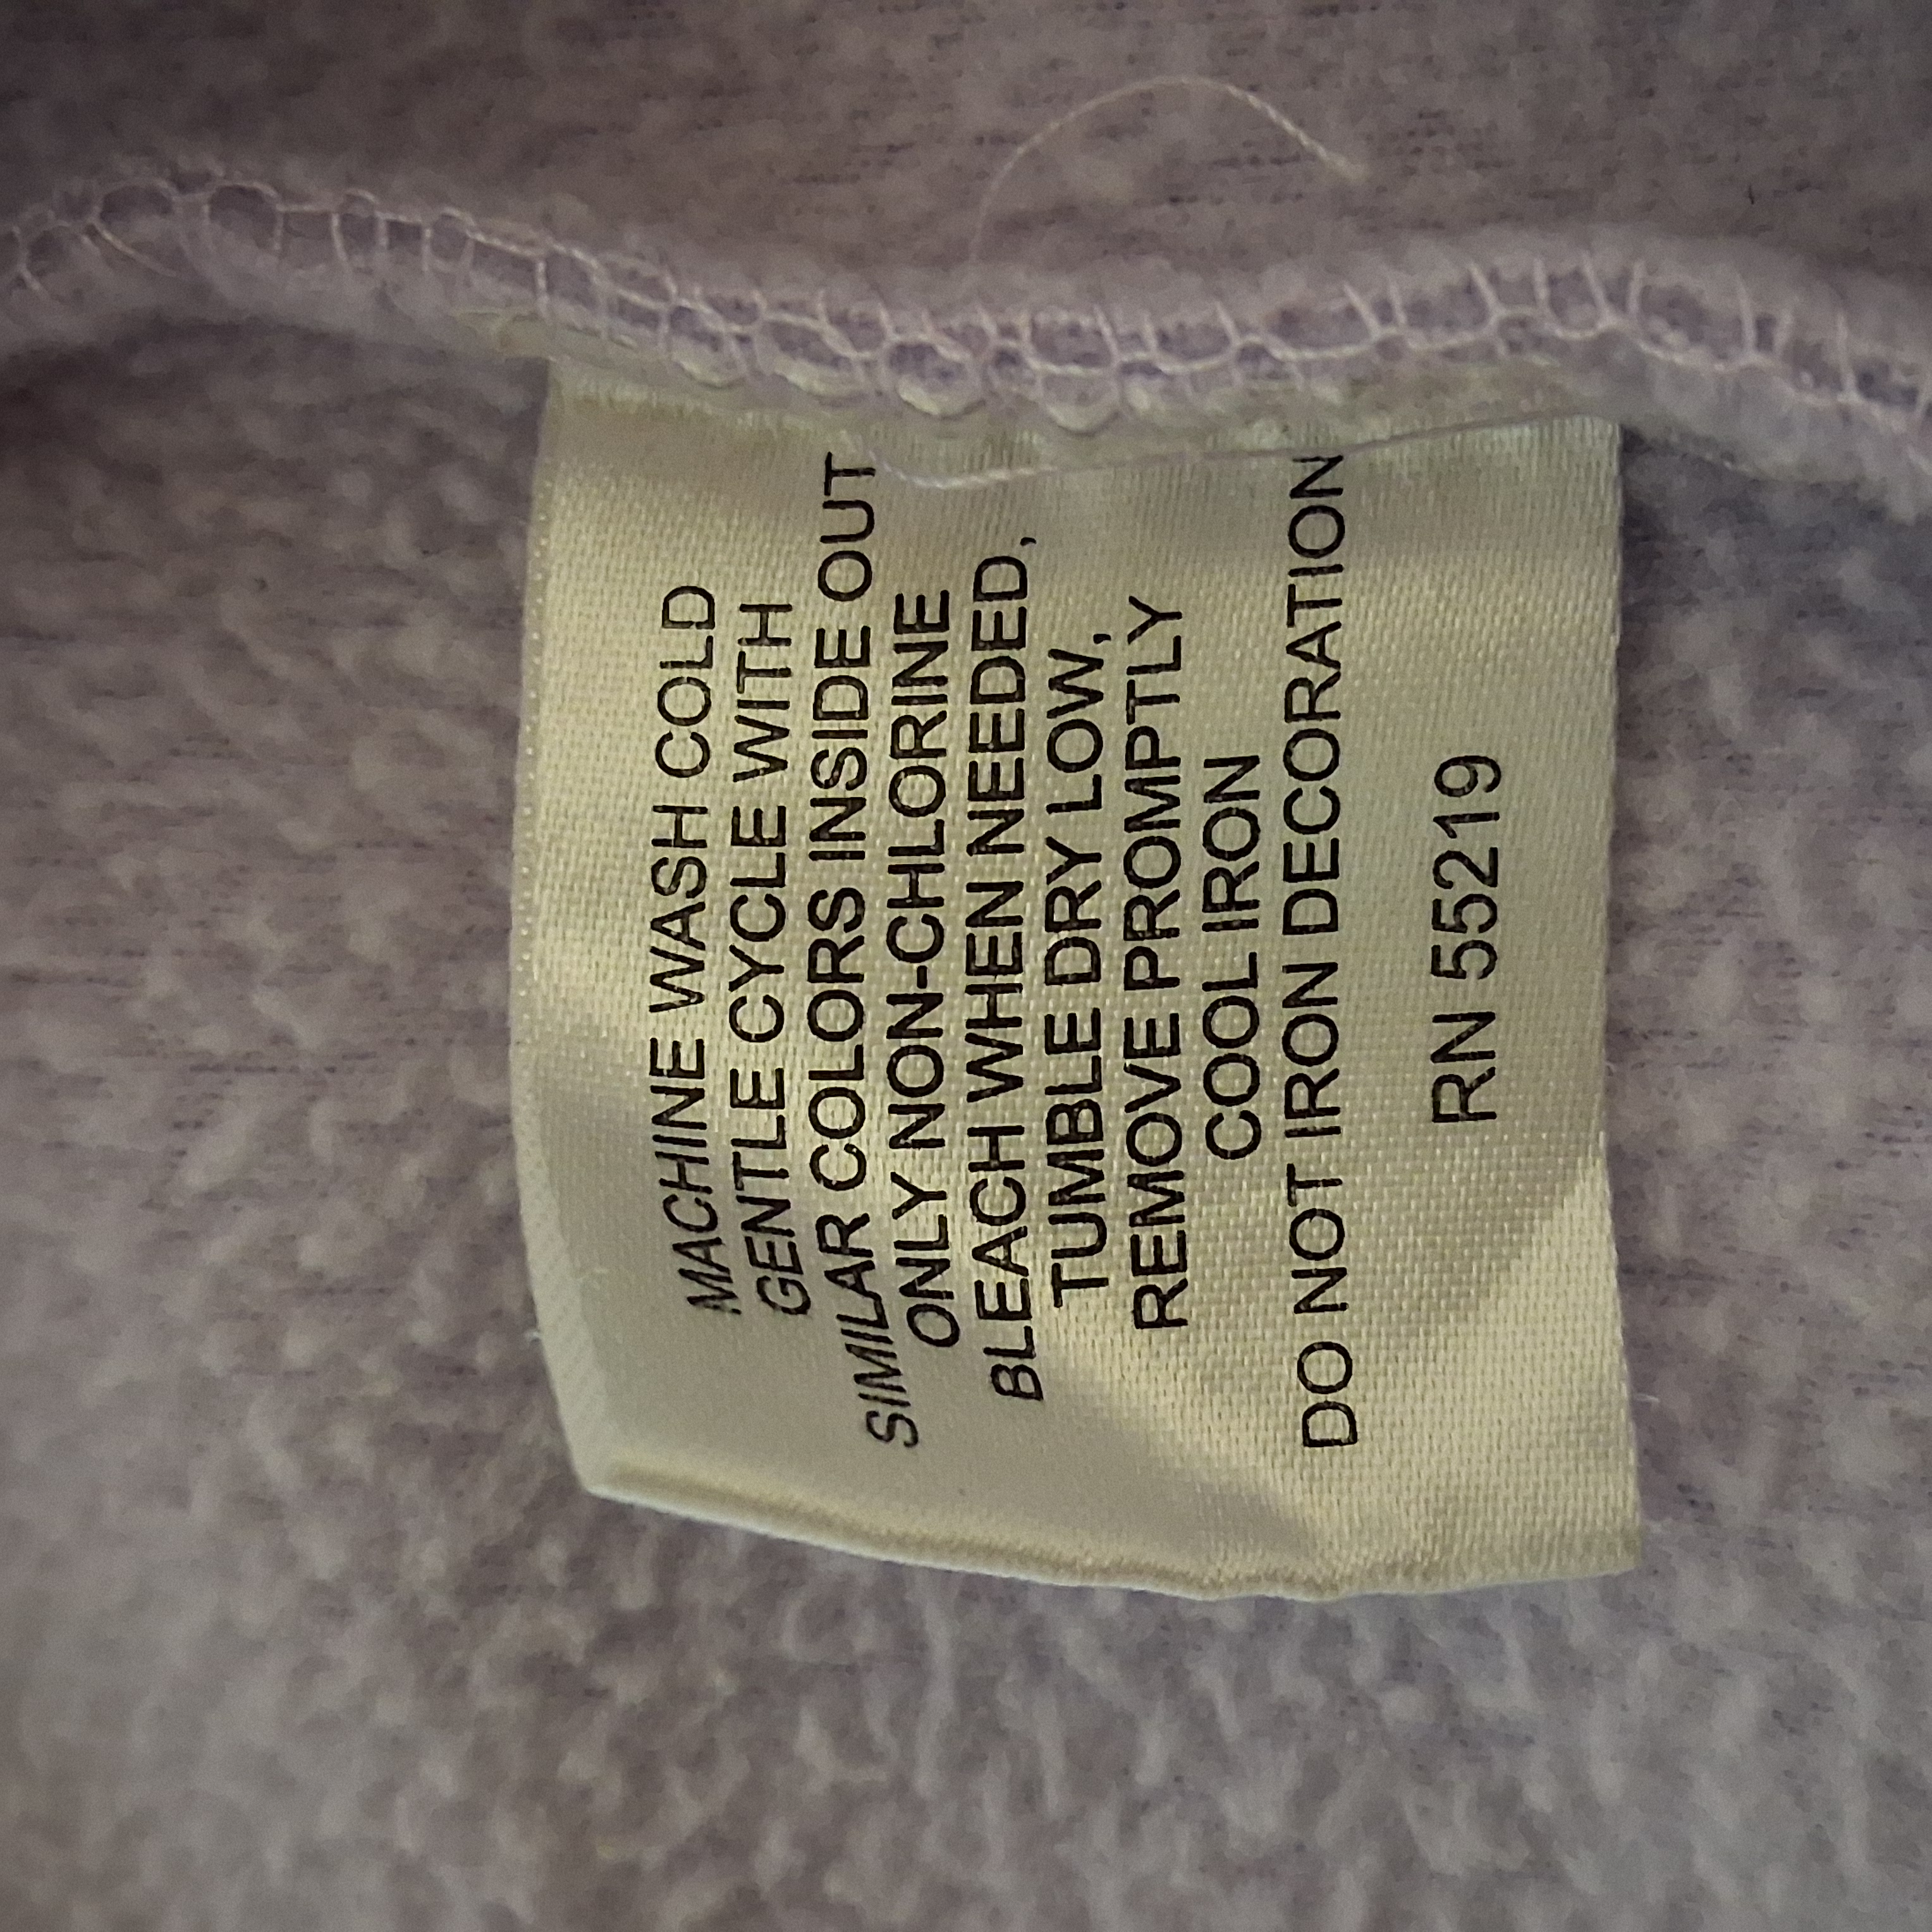 MACHINE WASH COLD
GENTLE CYCLE WITH
SIMILAR COLORS INSIDE OUT
ONLY NON-CHLORINE
BLEACH WHEN NEEDED,
TUMBLE DRY LOW,
REMOVE PROMPTLY
COOL IRON
DO NOT IRON DECORATION
RN 55219